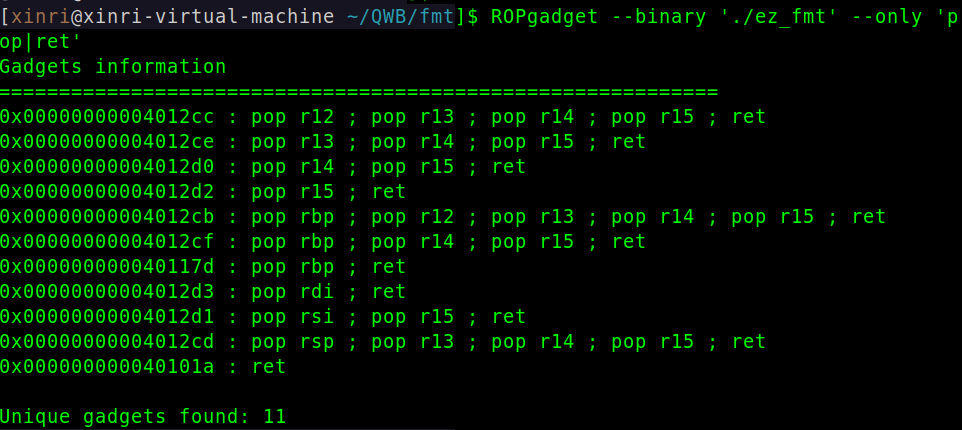 [xinri@xinri-virtual-machine ~/QWB/fmt]$ ROPgadget --binary './ez_fmt' --only 'p
op|ret'
Gadgets information
============================================================
0x00000000004012cc : pop r12 ; pop r13 ; pop r14 ; pop r15 ; ret
0x00000000004012ce : pop r13 ; pop r14 ; pop r15 ; ret
0x00000000004012d0 : pop r14 ; pop r15 ; ret
0x00000000004012d2 : pop r15 ; ret
0x00000000004012cb : pop rbp ; pop r12 ; pop r13 ; pop r14 ; pop r15 ; ret
0x00000000004012cf : pop rbp ; pop r14 ; pop r15 ; ret
0x000000000040117d : pop rbp ; ret
0x00000000004012d3 : pop rdi ; ret
0x00000000004012d1 : pop rsi ; pop r15 ; ret
0x00000000004012cd : pop rsp ; pop r13 ; pop r14 ; pop r15 ; ret
0x000000000040101a : ret

Unique gadgets found: 11